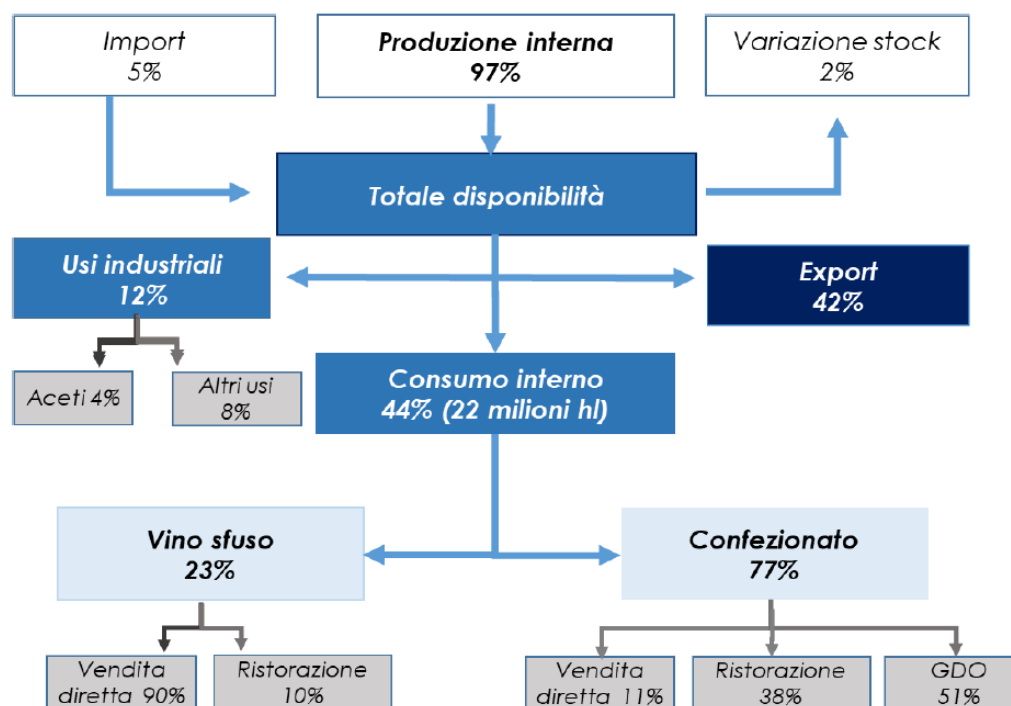 Import
5%
Produzione interna
97%
Variazione stock
2%
Totale disponibilità
Usi industriali
12%
Export
42%
Aceti 4%
Altri usi
8%
Consumo interno
44% (22 milioni hl)
Vino sfuso
23%
Confezionato
77%
Vendita
diretta 90%
Ristorazione
10%
Vendita
diretta 11%
Ristorazione
38%
GDO
51%